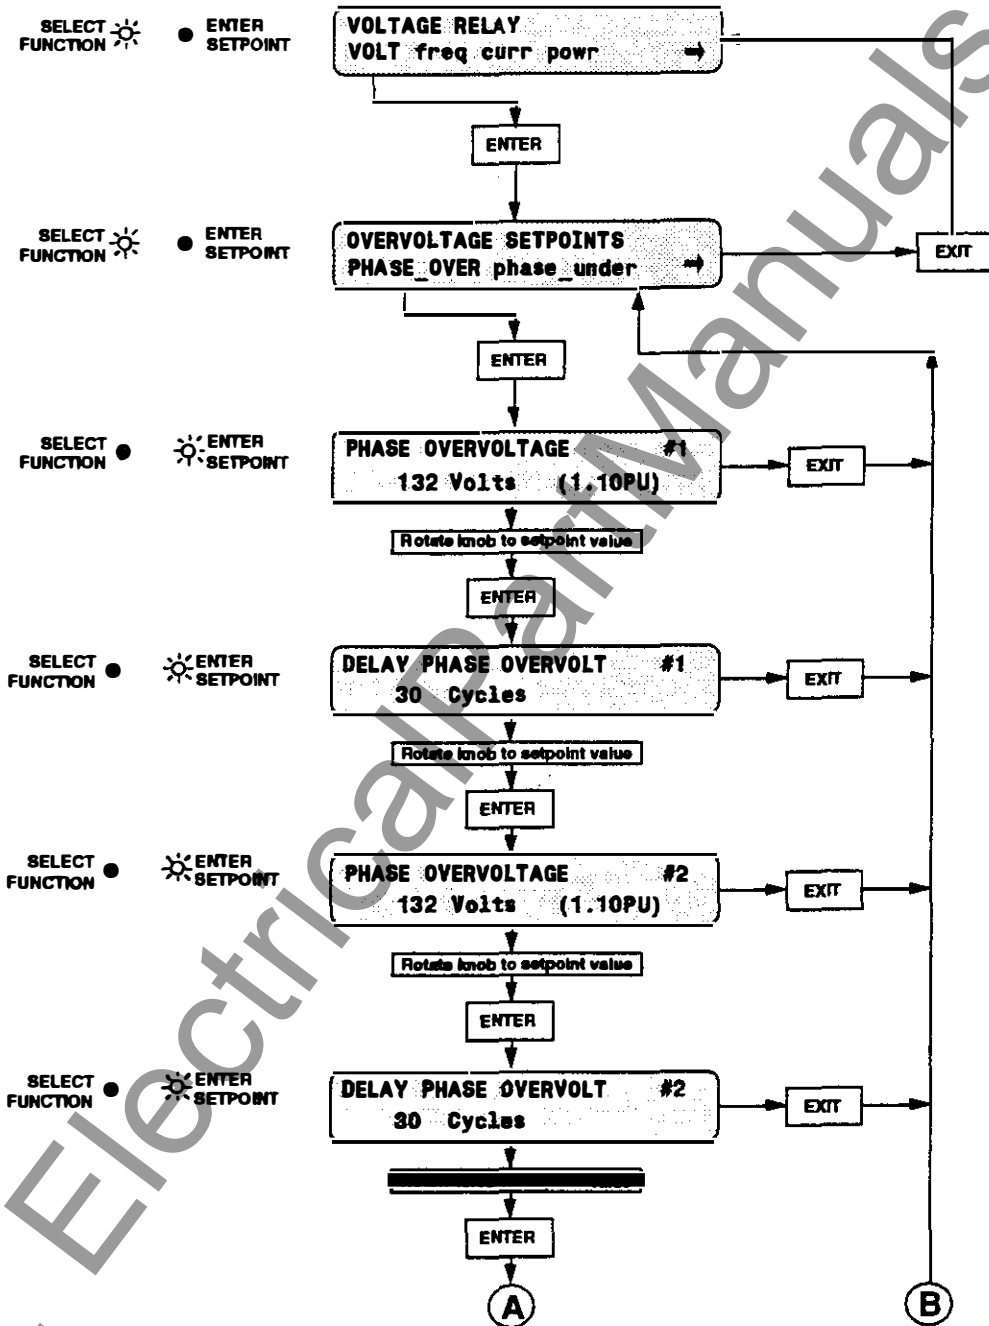 SELECT
FUNCTION
ENTER
SETPOINT
VOLTAGE RELAY
VOLT freq curr powr →
ENTER
SELECT
FUNCTION
ENTER
SETPOINT
OVERVOLTAGE SETPOINTS
PHASE_OVER phase_under →
EXIT
ENTER
SELECT
FUNCTION
ENTER
SETPOINT
PHASE OVERVOLTAGE #1
132 Volts (1.10PU)
EXIT
Rotate knob to setpoint value
ENTER
SELECT
FUNCTION
ENTER
SETPOINT
DELAY PHASE OVERVOLT #1
30 Cycles
EXIT
Rotate knob to setpoint value
ENTER
SELECT
FUNCTION
ENTER
SETPOINT
PHASE OVERVOLTAGE #2
132 Volts (1.10PU)
EXIT
Rotate knob to setpoint value
ENTER
SELECT
FUNCTION
ENTER
SETPOINT
DELAY PHASE OVERVOLT #2
30 Cycles
EXIT
ENTER
A
B
ElectricalPartManuals